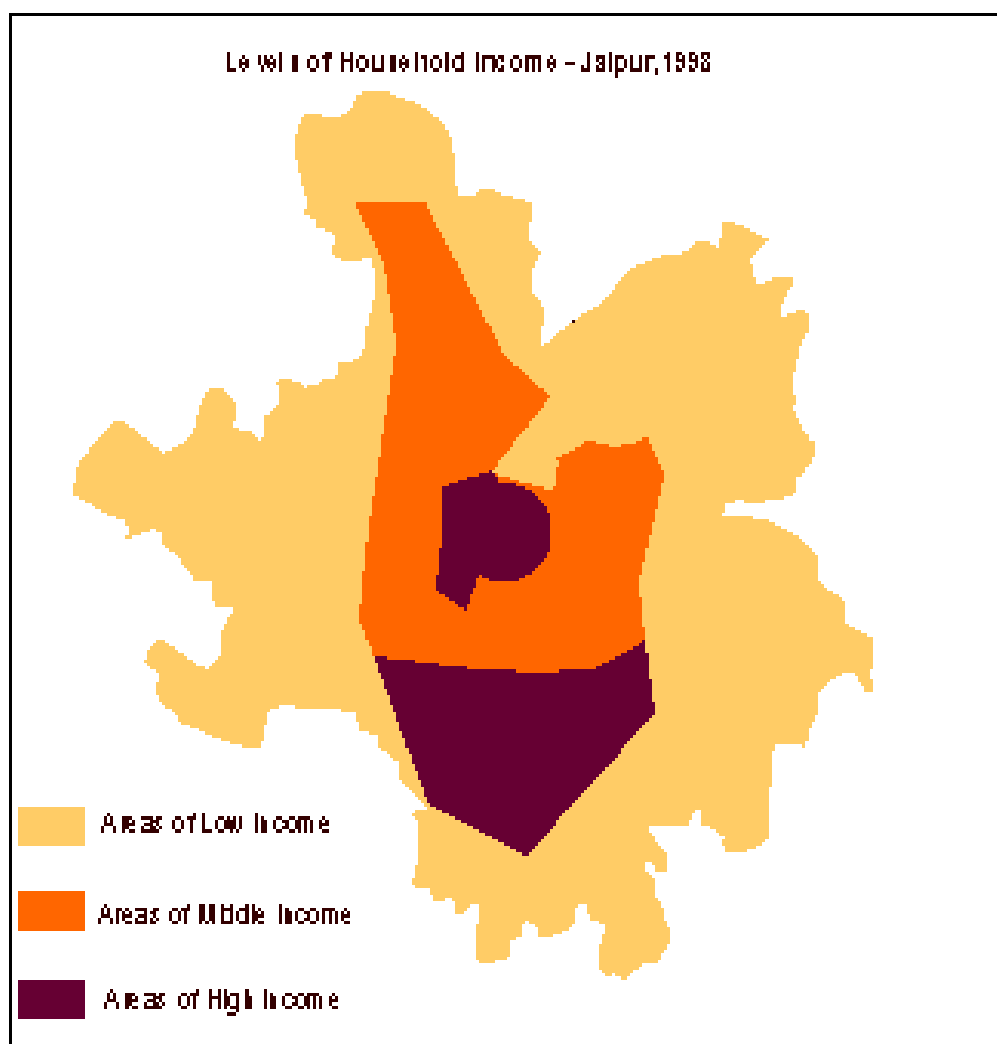 Levels of Household Income - Jaipur, 1998
Areas of Low Income
Areas of Middle Income
Areas of High Income